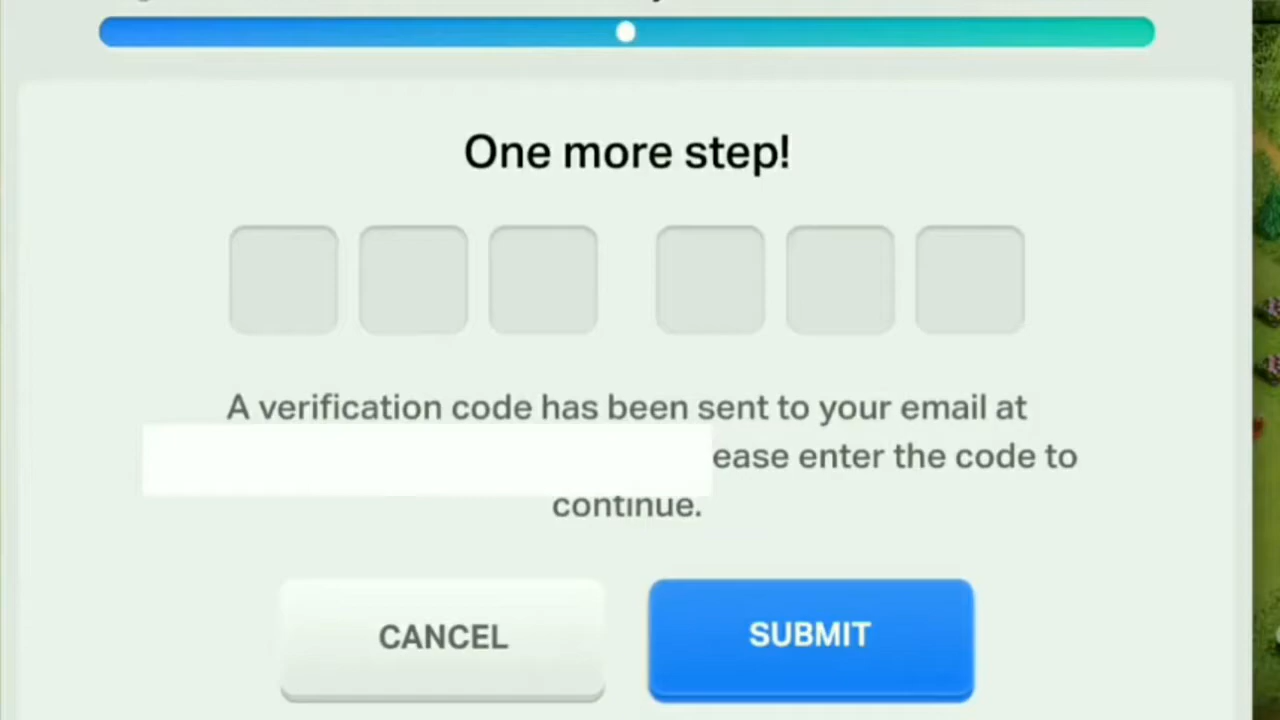 One more step!
A verification code has been sent to your email at
ease enter the code to
continue.
CANCEL
SUBMIT